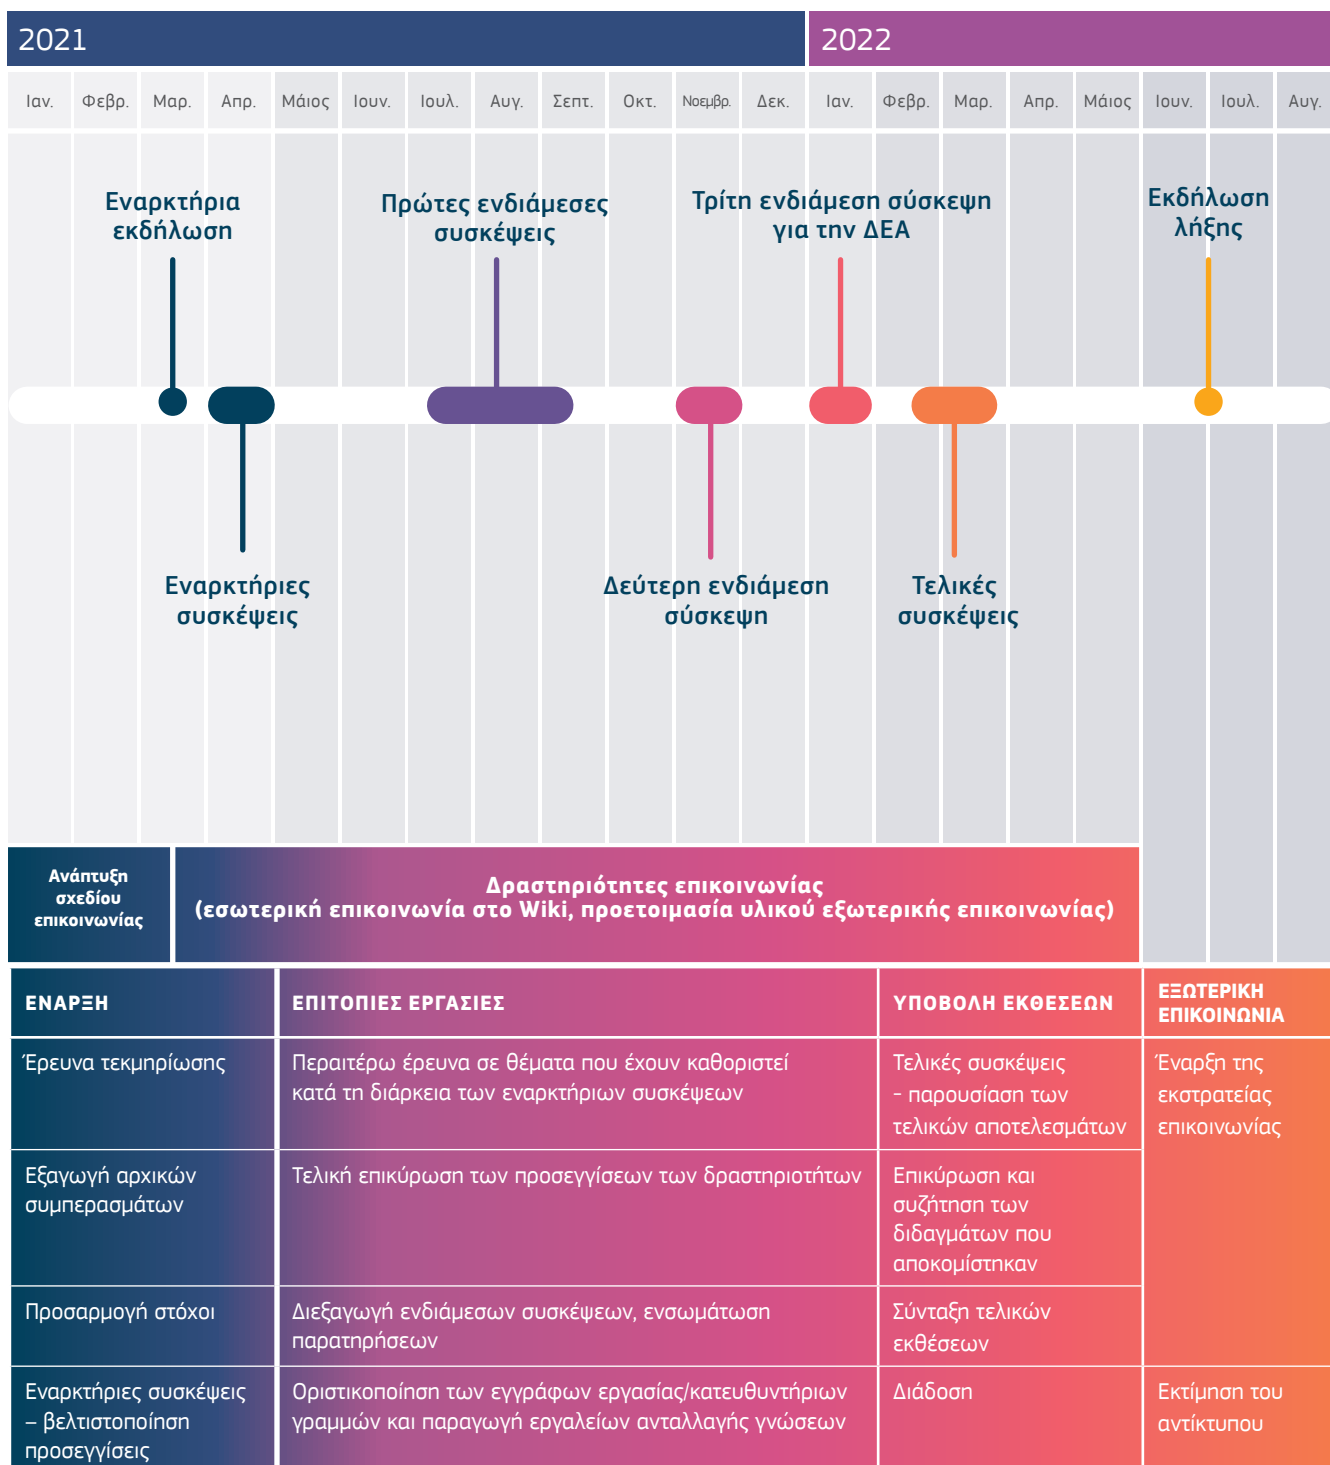 2021
2022
Ιαν. Φεβρ. Μαρ. Απρ. Μάιος Ιουν. Ιουλ. Αυγ. Σεπτ. Οκτ. Νοεμβρ. Δεκ. Ιαν. Φεβρ. Μαρ. Απρ. Μάιος Ιουν. Ιουλ. Αυγ.
Εναρκτήρια
εκδήλωση
Πρώτες ενδιάμεσες
συσκέψεις
Τρίτη ενδιάμεση σύσκεψη
για την ΔΕΑ
Εκδήλωση
λήξης
Εναρκτήριες
συσκέψεις
Δεύτερη ενδιάμεση
σύσκεψη
Τελικές
συσκέψεις
Ανάπτυξη
σχεδίου
επικοινωνίας
Δραστηριότητες επικοινωνίας
(εσωτερική επικοινωνία στο Wiki, προετοιμασία υλικού εξωτερικής επικοινωνίας)
ΕΝΑΡΞΗ
ΕΠΙΤΟΠΙΕΣ ΕΡΓΑΣΙΕΣ
ΥΠΟΒΟΛΗ ΕΚΘΕΣΕΩΝ
ΕΞΩΤΕΡΙΚΗ
ΕΠΙΚΟΙΝΩΝΙΑ
Έρευνα τεκμηρίωσης
Περαιτέρω έρευνα σε θέματα που έχουν καθοριστεί
κατά τη διάρκεια των εναρκτήριων συσκέψεων
Τελικές συσκέψεις
- παρουσίαση των
τελικών αποτελεσμάτων
Έναρξη της
εκστρατείας
επικοινωνίας
Εξαγωγή αρχικών
συμπερασμάτων
Τελική επικύρωση των προσεγγίσεων των δραστηριοτήτων
Επικύρωση και
συζήτηση των
διδαγμάτων που
αποκομίστηκαν
Προσαρμογή στόχοι
Διεξαγωγή ενδιάμεσων συσκέψεων, ενσωμάτωση
παρατηρήσεων
Σύνταξη τελικών
εκθέσεων
Εναρκτήριες συσκέψεις
– βελτιστοποίηση
προσεγγίσεις
Οριστικοποίηση των εγγράφων εργασίας/κατευθυντήριων
γραμμών και παραγωγή εργαλείων ανταλλαγής γνώσεων
Διάδοση
Εκτίμηση του
αντίκτυπου